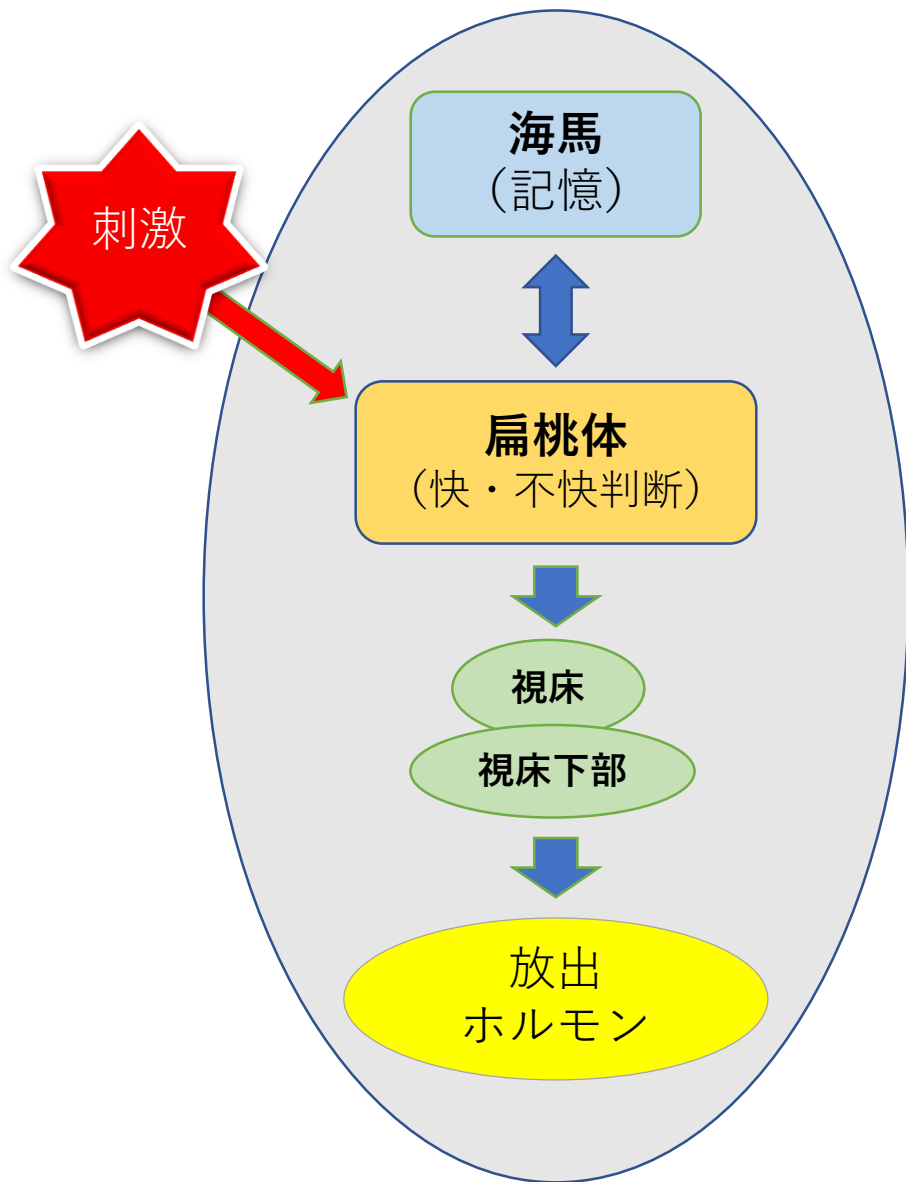 海馬
（記憶）
刺激
扁桃体
（快・不快判断）
視床
視床下部
放出
ホルモン